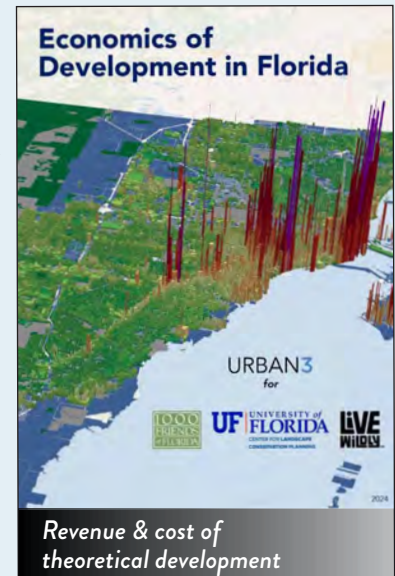 Economics of
Development in Florida
URBAN3
for
1000
FRIENDS
OF FLORIDA
UF UNIVERSITY of
FLORIDA
CENTER FOR LANDSCAPE
CONSERVATION PLANNING
LIVE
WILDLY
2024
Revenue & cost of
theoretical development